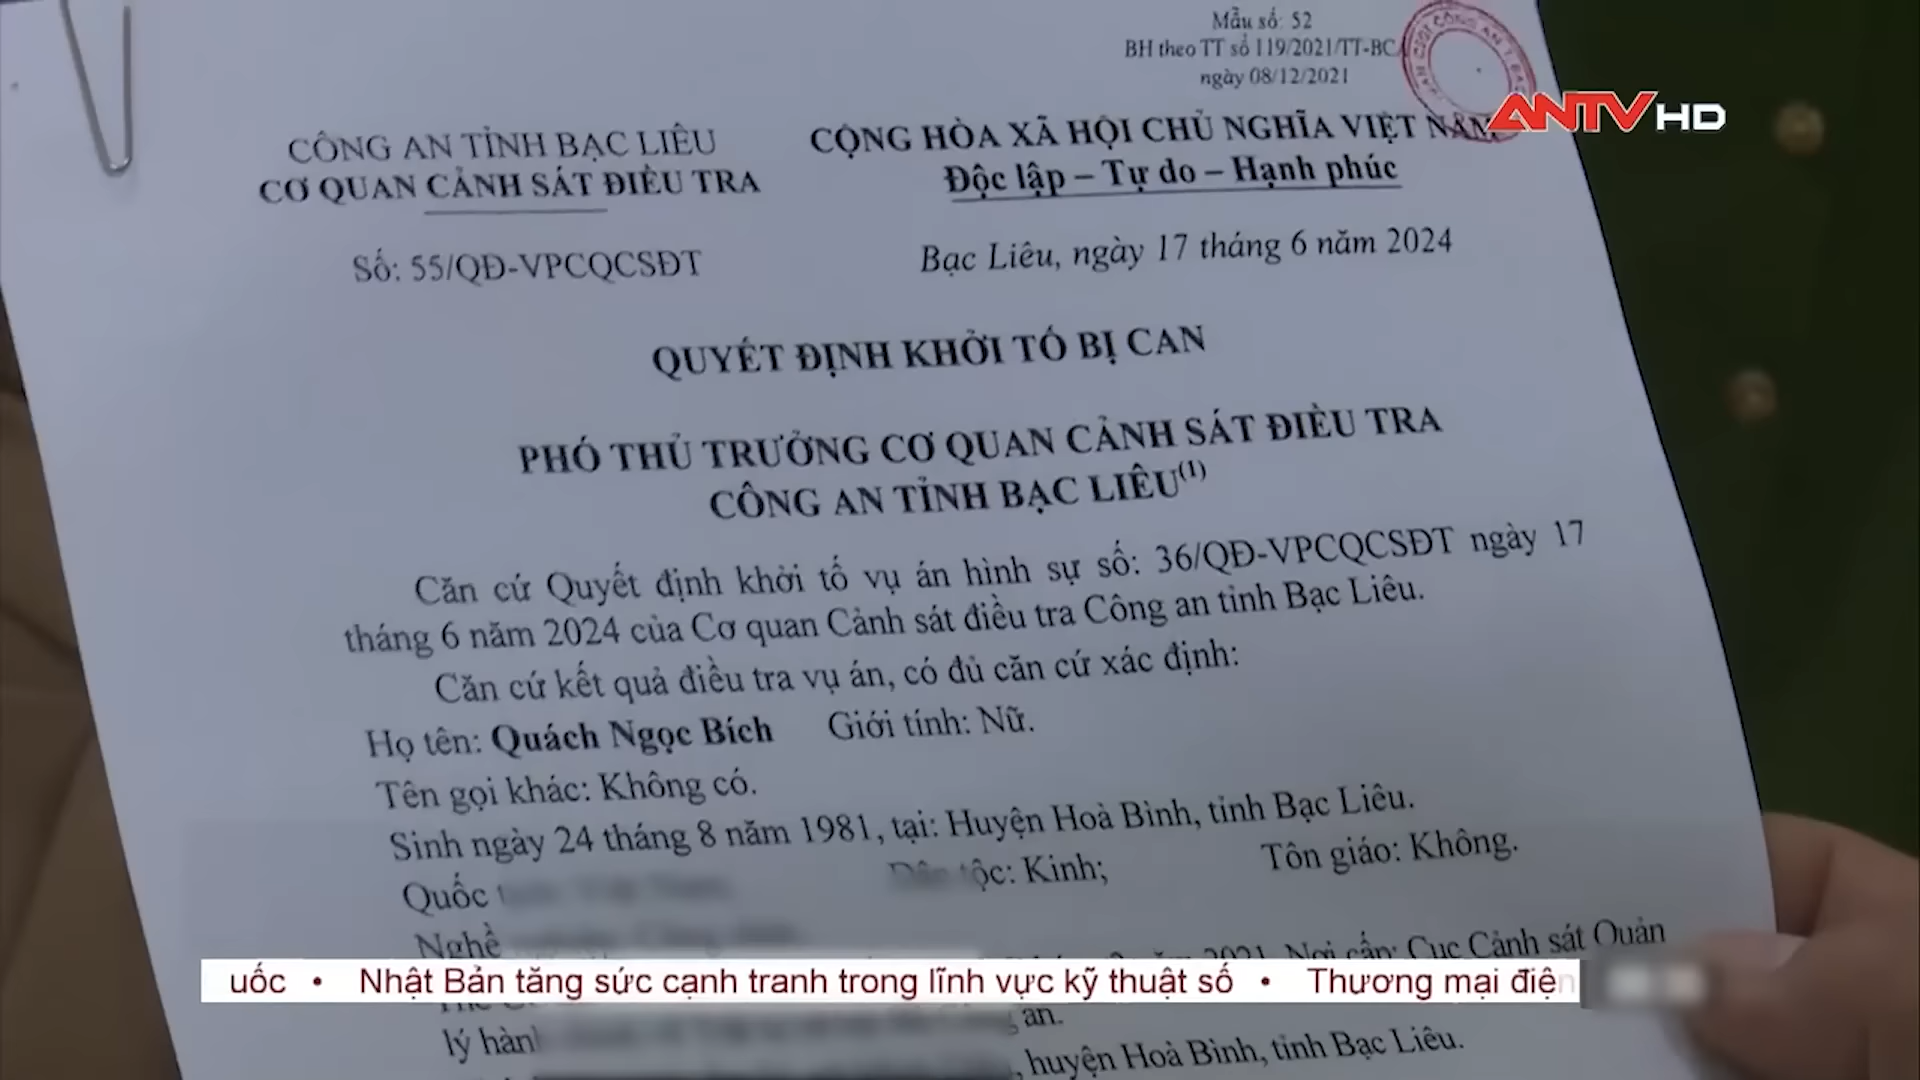 Mẫu số: 52
BH theo TT số 119/2021/TT-BCA
ngày 08/12/2021
ANTV HD
CÔNG AN TỈNH BẠC LIÊU
CƠ QUAN CẢNH SÁT ĐIỀU TRA
CỘNG HÒA XÃ HỘI CHỦ NGHĨA VIỆT NAM
Độc lập – Tự do – Hạnh phúc
Số: 55/QĐ-VPCQCSĐT
Bạc Liêu, ngày 17 tháng 6 năm 2024
QUYẾT ĐỊNH KHỞI TỐ BỊ CAN
PHÓ THỦ TRƯỞNG CƠ QUAN CẢNH SÁT ĐIỀU TRA
CÔNG AN TỈNH BẠC LIÊU(1)
Căn cứ Quyết định khởi tố vụ án hình sự số: 36/QĐ-VPCQCSĐT ngày 17
tháng 6 năm 2024 của Cơ quan Cảnh sát điều tra Công an tỉnh Bạc Liêu.
Căn cứ kết quả điều tra vụ án, có đủ căn cứ xác định:
Họ tên: Quách Ngọc Bích Giới tính: Nữ.
Tên gọi khác: Không có.
Sinh ngày 24 tháng 8 năm 1981, tại: Huyện Hoà Bình, tỉnh Bạc Liêu.
Quốc tộc: Kinh; Tôn giáo: Không.
Nghề
năm 2021. Nơi cấp: Cục Cảnh sát Quản
lý hành an.
, huyện Hoà Bình, tỉnh Bạc Liêu.
uốc • Nhật Bản tăng sức cạnh tranh trong lĩnh vực kỹ thuật số • Thương mại điện